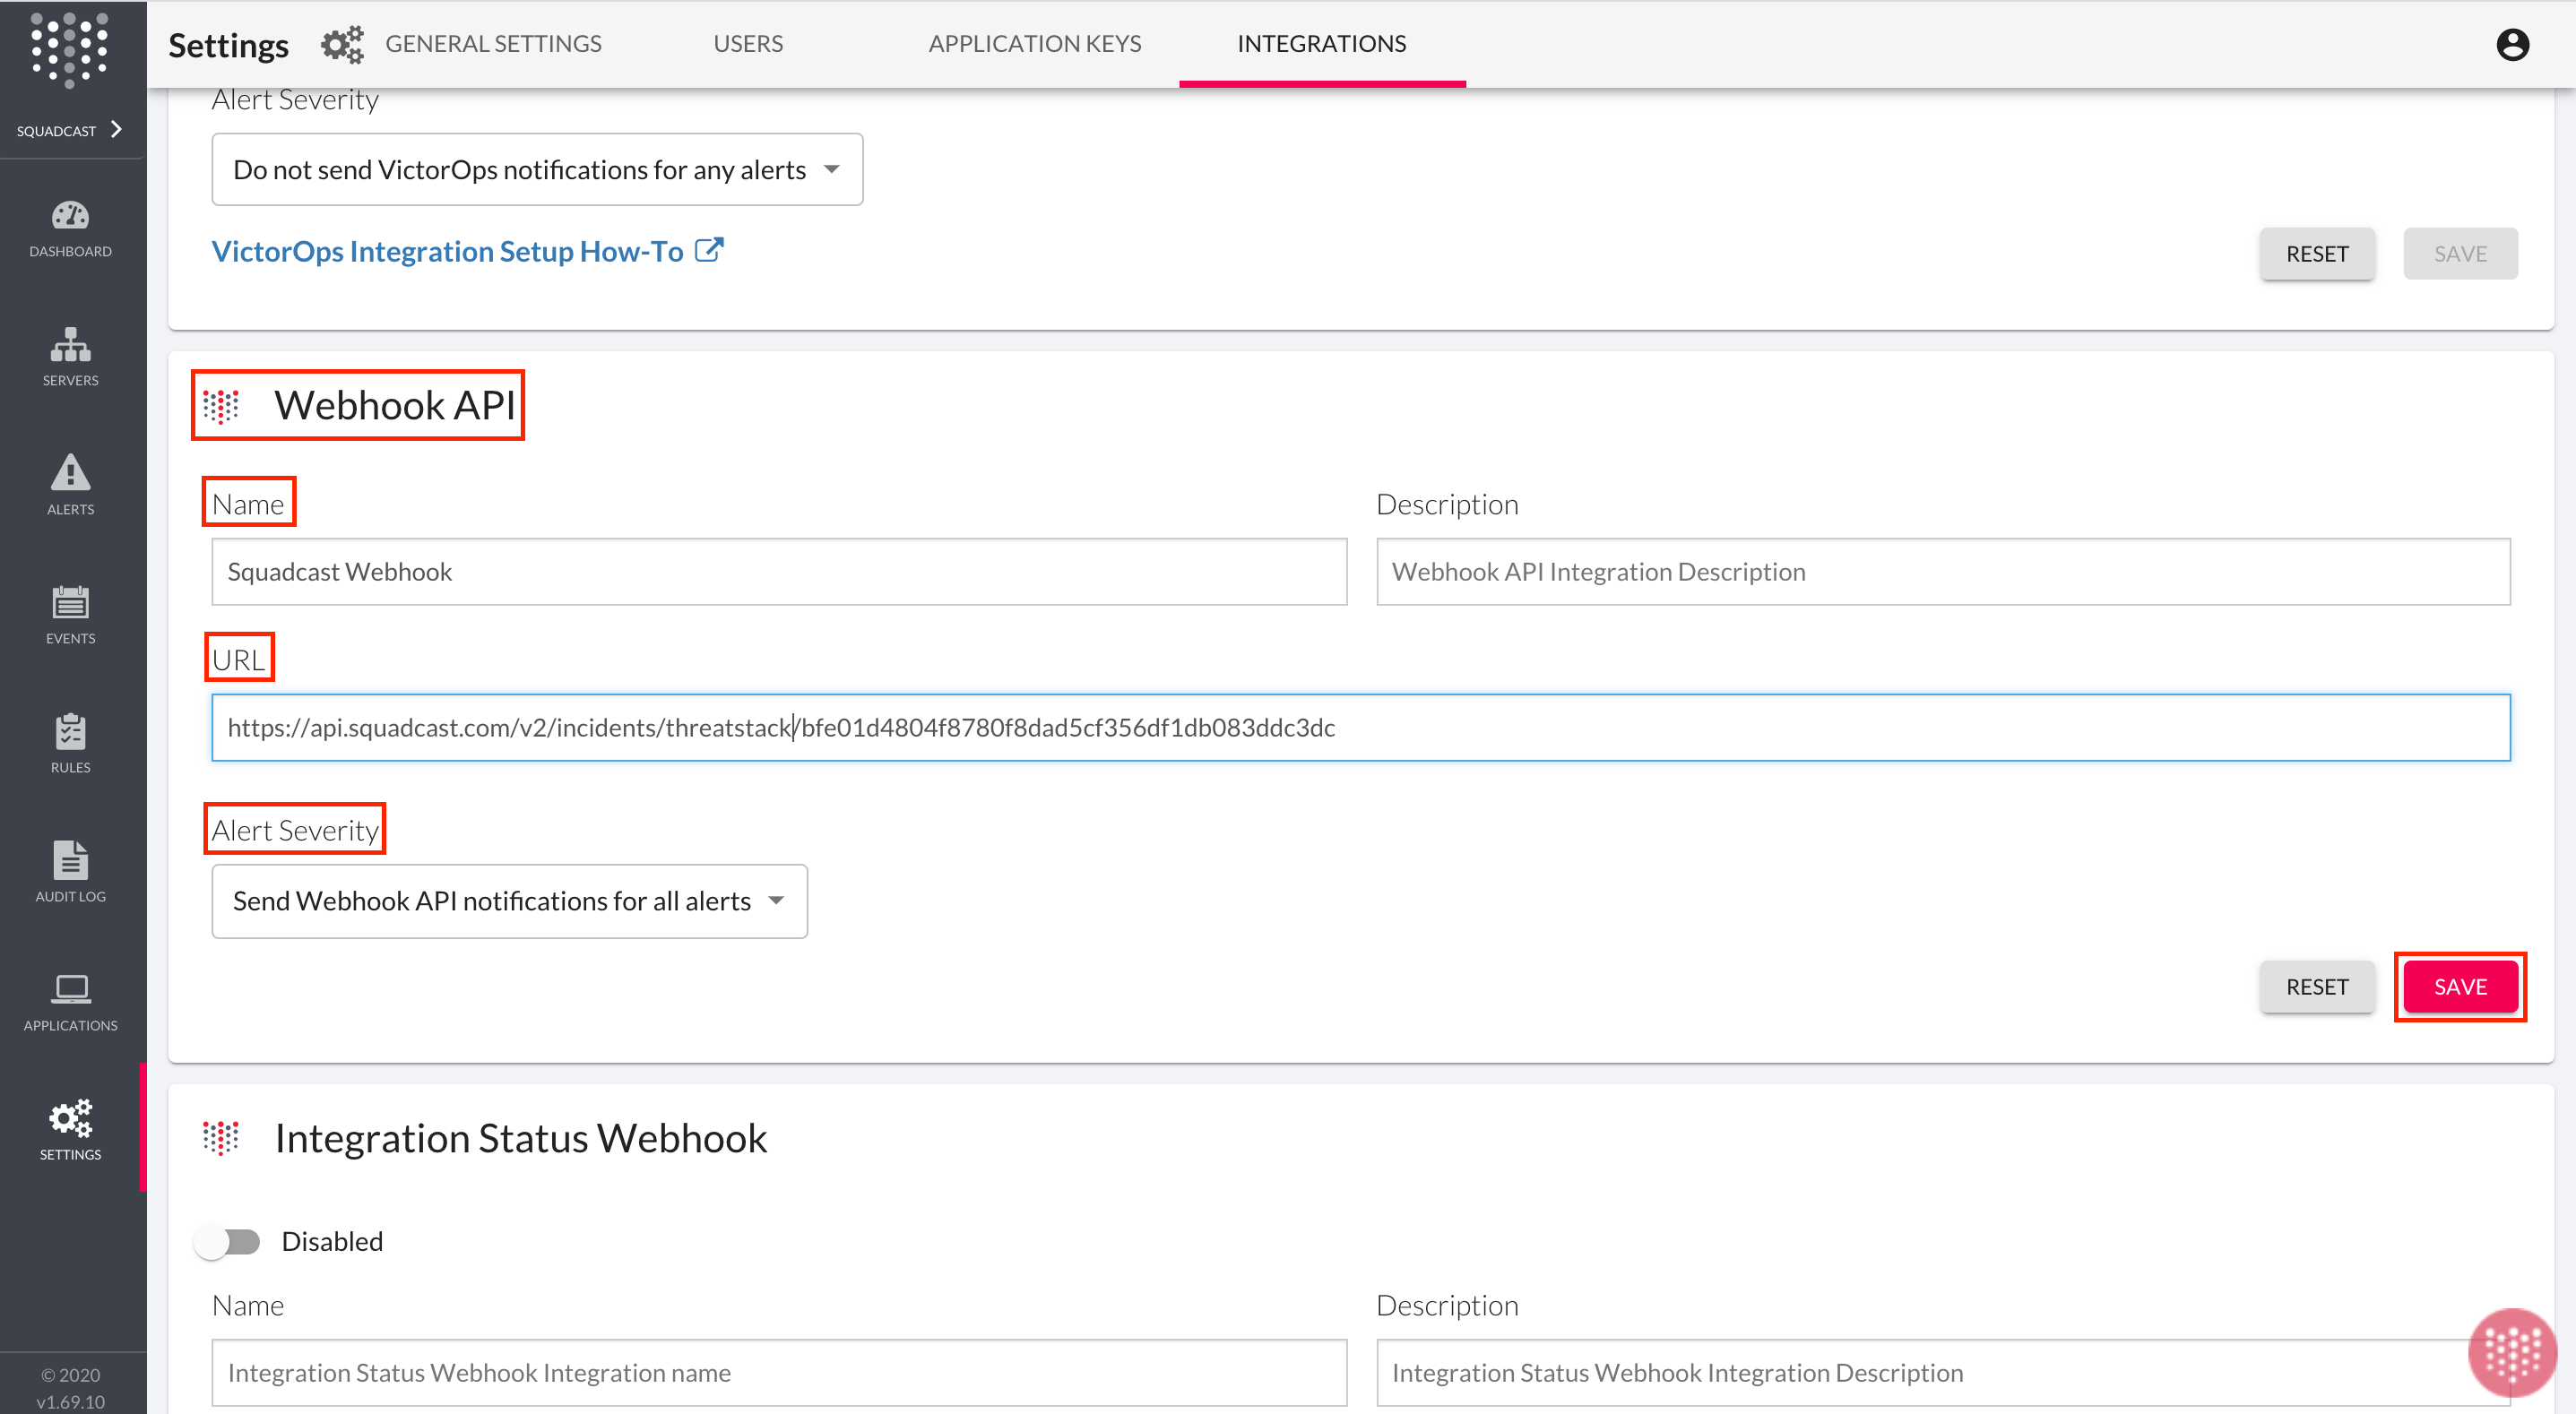 Settings GENERAL SETTINGS USERS APPLICATION KEYS INTEGRATIONS
SQUADCAST
DASHBOARD
SERVERS
ALERTS
EVENTS
RULES
AUDIT LOG
APPLICATIONS
SETTINGS
© 2020
v1.69.10
Alert Severity
Do not send VictorOps notifications for any alerts
VictorOps Integration Setup How-To
RESET SAVE
Webhook API
Name Description
Squadcast Webhook Webhook API Integration Description
URL
https://api.squadcast.com/v2/incidents/threatstack/bfe01d4804f8780f8dad5cf356df1db083ddc3dc
Alert Severity
Send Webhook API notifications for all alerts
RESET SAVE
Integration Status Webhook
Disabled
Name Description
Integration Status Webhook Integration name Integration Status Webhook Integration Description